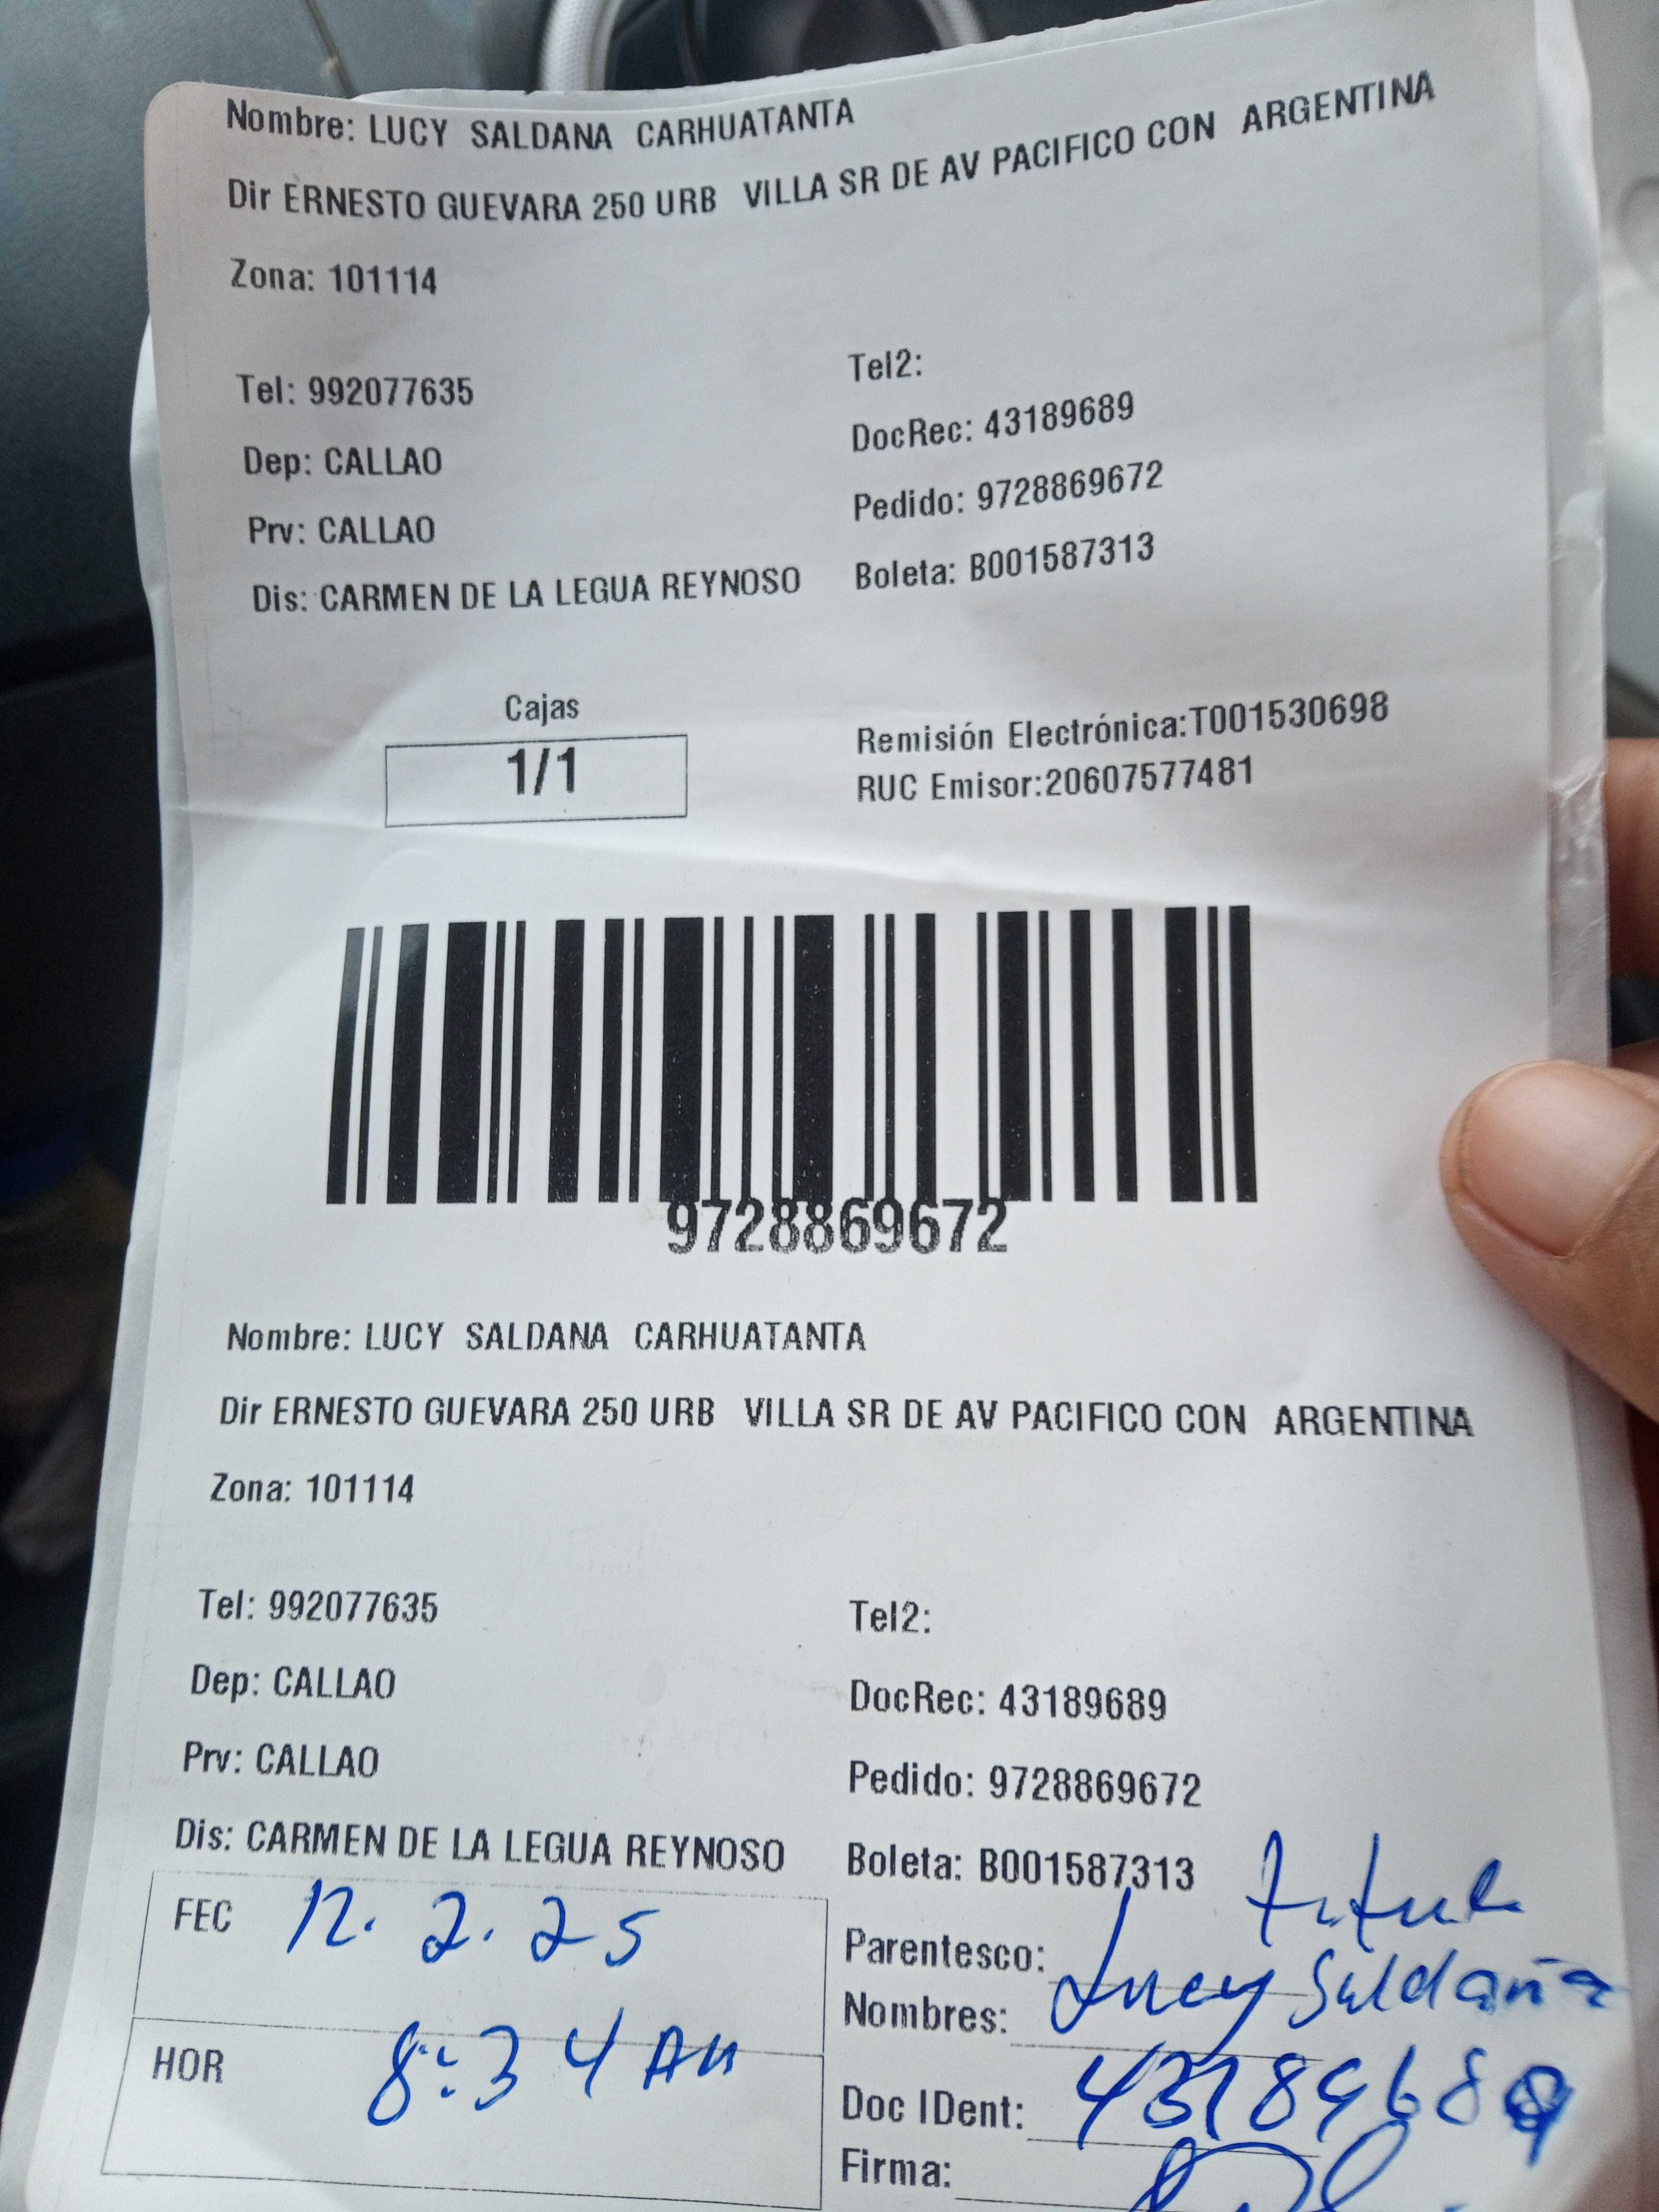 Nombre: LUCY SALDANA CARHUATANTA
Dir ERNESTO GUEVARA 250 URB VILLA SR DE AV PACIFICO CON ARGENTINA
Zona: 101114
Tel: 992077635
Tel2:
Dep: CALLAO
DocRec: 43189689
Prv: CALLAO
Pedido: 9728869672
Dis: CARMEN DE LA LEGUA REYNOSO
Boleta: B001587313
Cajas
1/1
Remisión Electrónica:T001530698
RUC Emisor:20607577481
9728869672
Nombre: LUCY SALDANA CARHUATANTA
Dir ERNESTO GUEVARA 250 URB VILLA SR DE AV PACIFICO CON ARGENTINA
Zona: 101114
Tel: 992077635
Tel2:
Dep: CALLAO
DocRec: 43189689
Prv: CALLAO
Pedido: 9728869672
Dis: CARMEN DE LA LEGUA REYNOSO
Boleta: B001587313
FEC 12.2.25
Parentesco:
Nombres: Lucy Saldaña
HOR 8:34 AM
Doc IDent: 43189689
Firma: